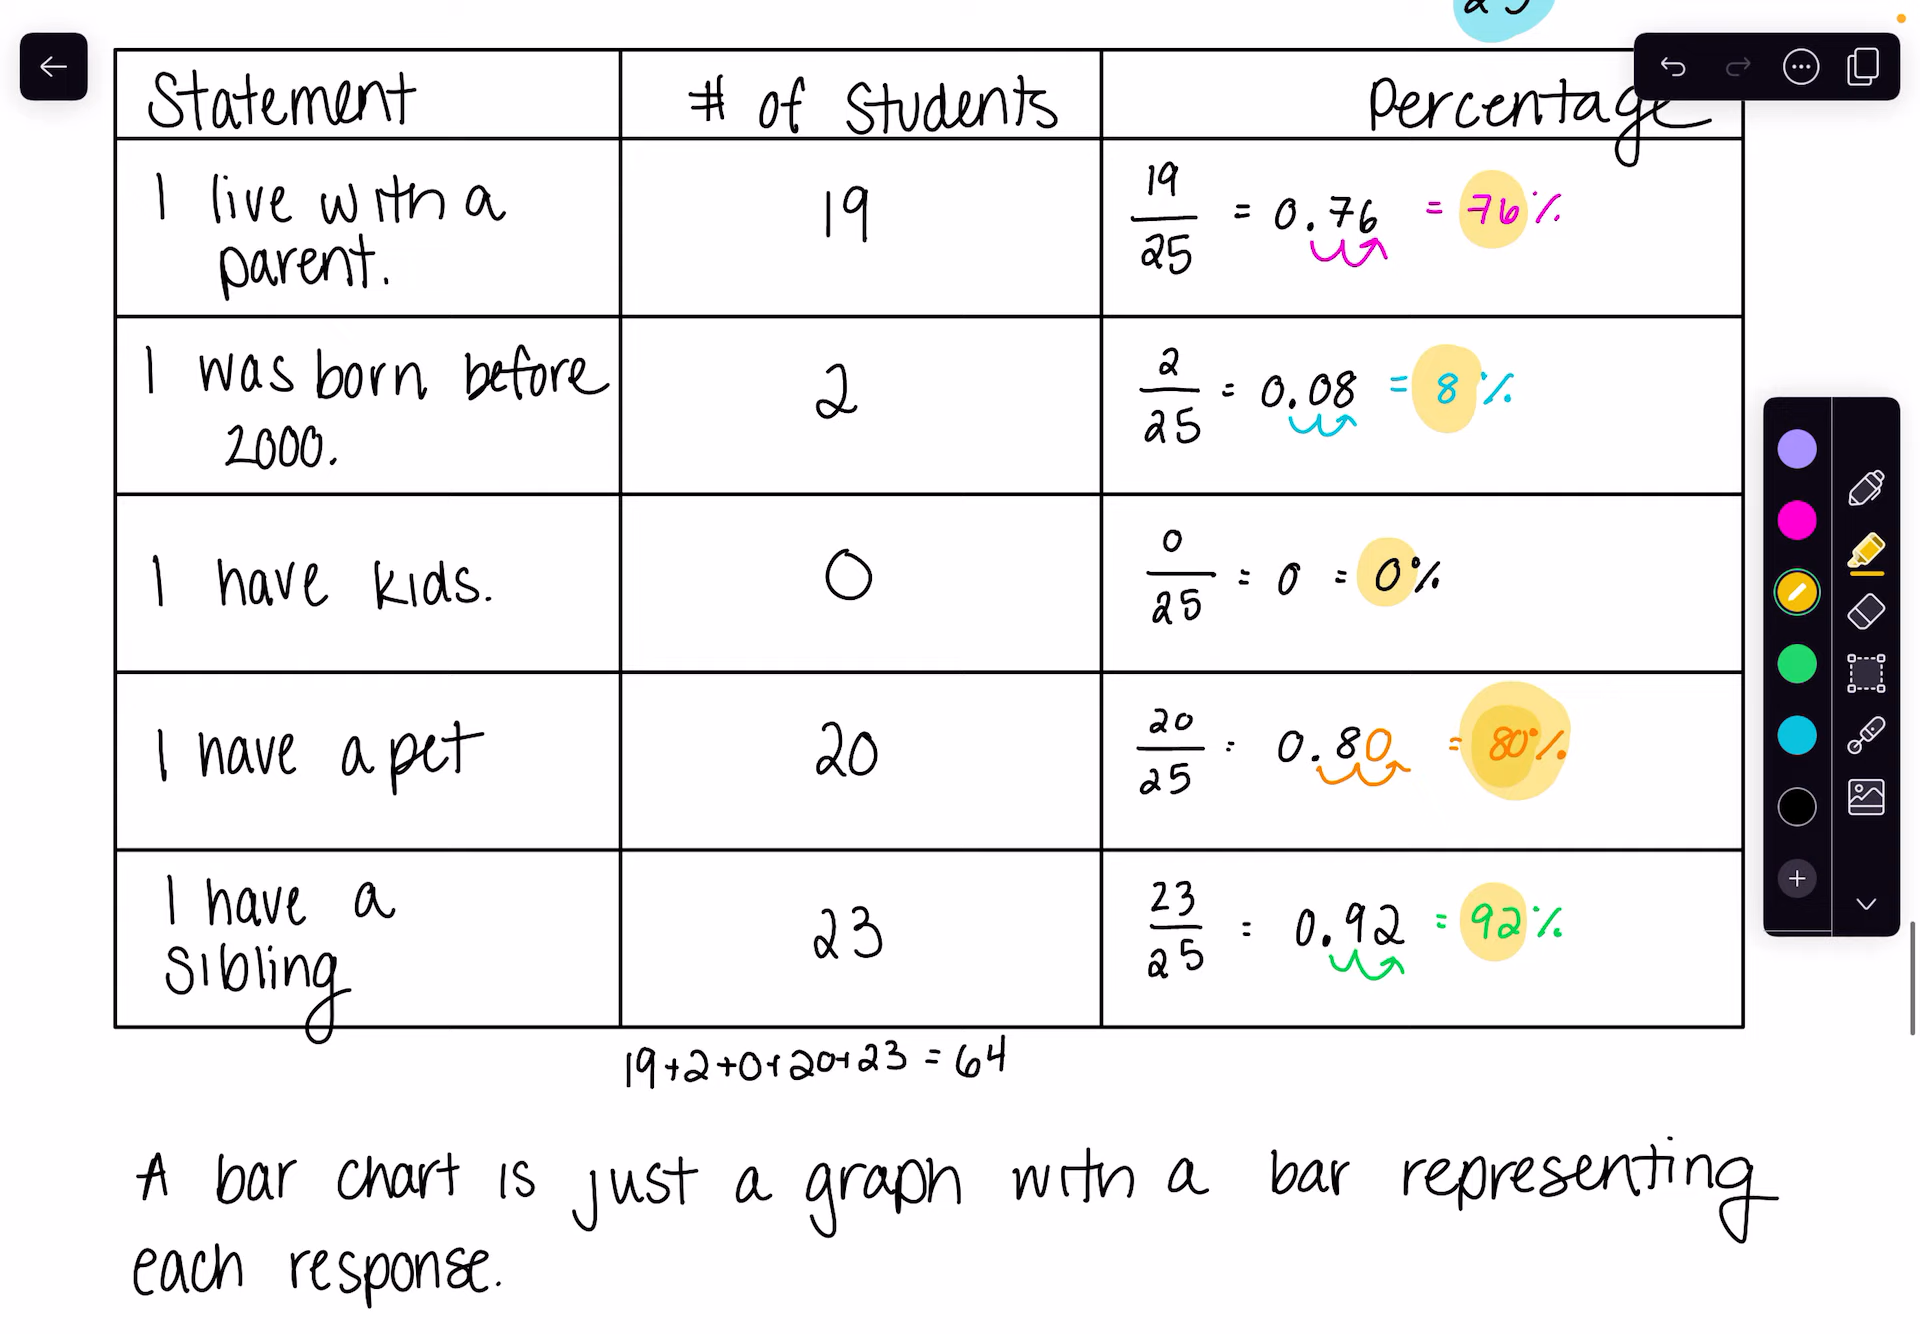 Statement # of Students Percentage
I live with a
parent.
19
19/25 = 0.76 = 76%
I was born before
2000.
2
2/25 = 0.08 = 8%
I have kids.
0
0/25 = 0 = 0%
I have a pet
20
20/25 = 0.80 = 80%
I have a
sibling
23
23/25 = 0.92 = 92%
19+2+0+20+23 = 64
A bar chart is just a graph with a bar representing
each response.